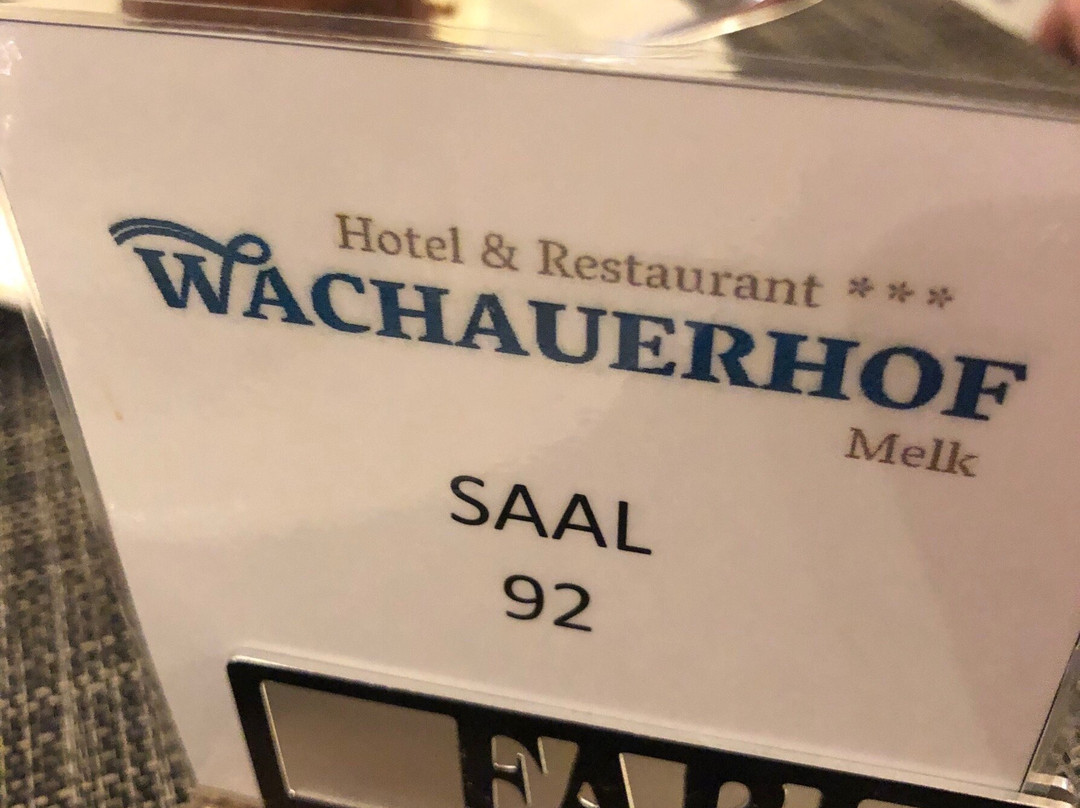 Hotel & Restaurant ***
WACHAUERHOF
Melk
SAAL
92